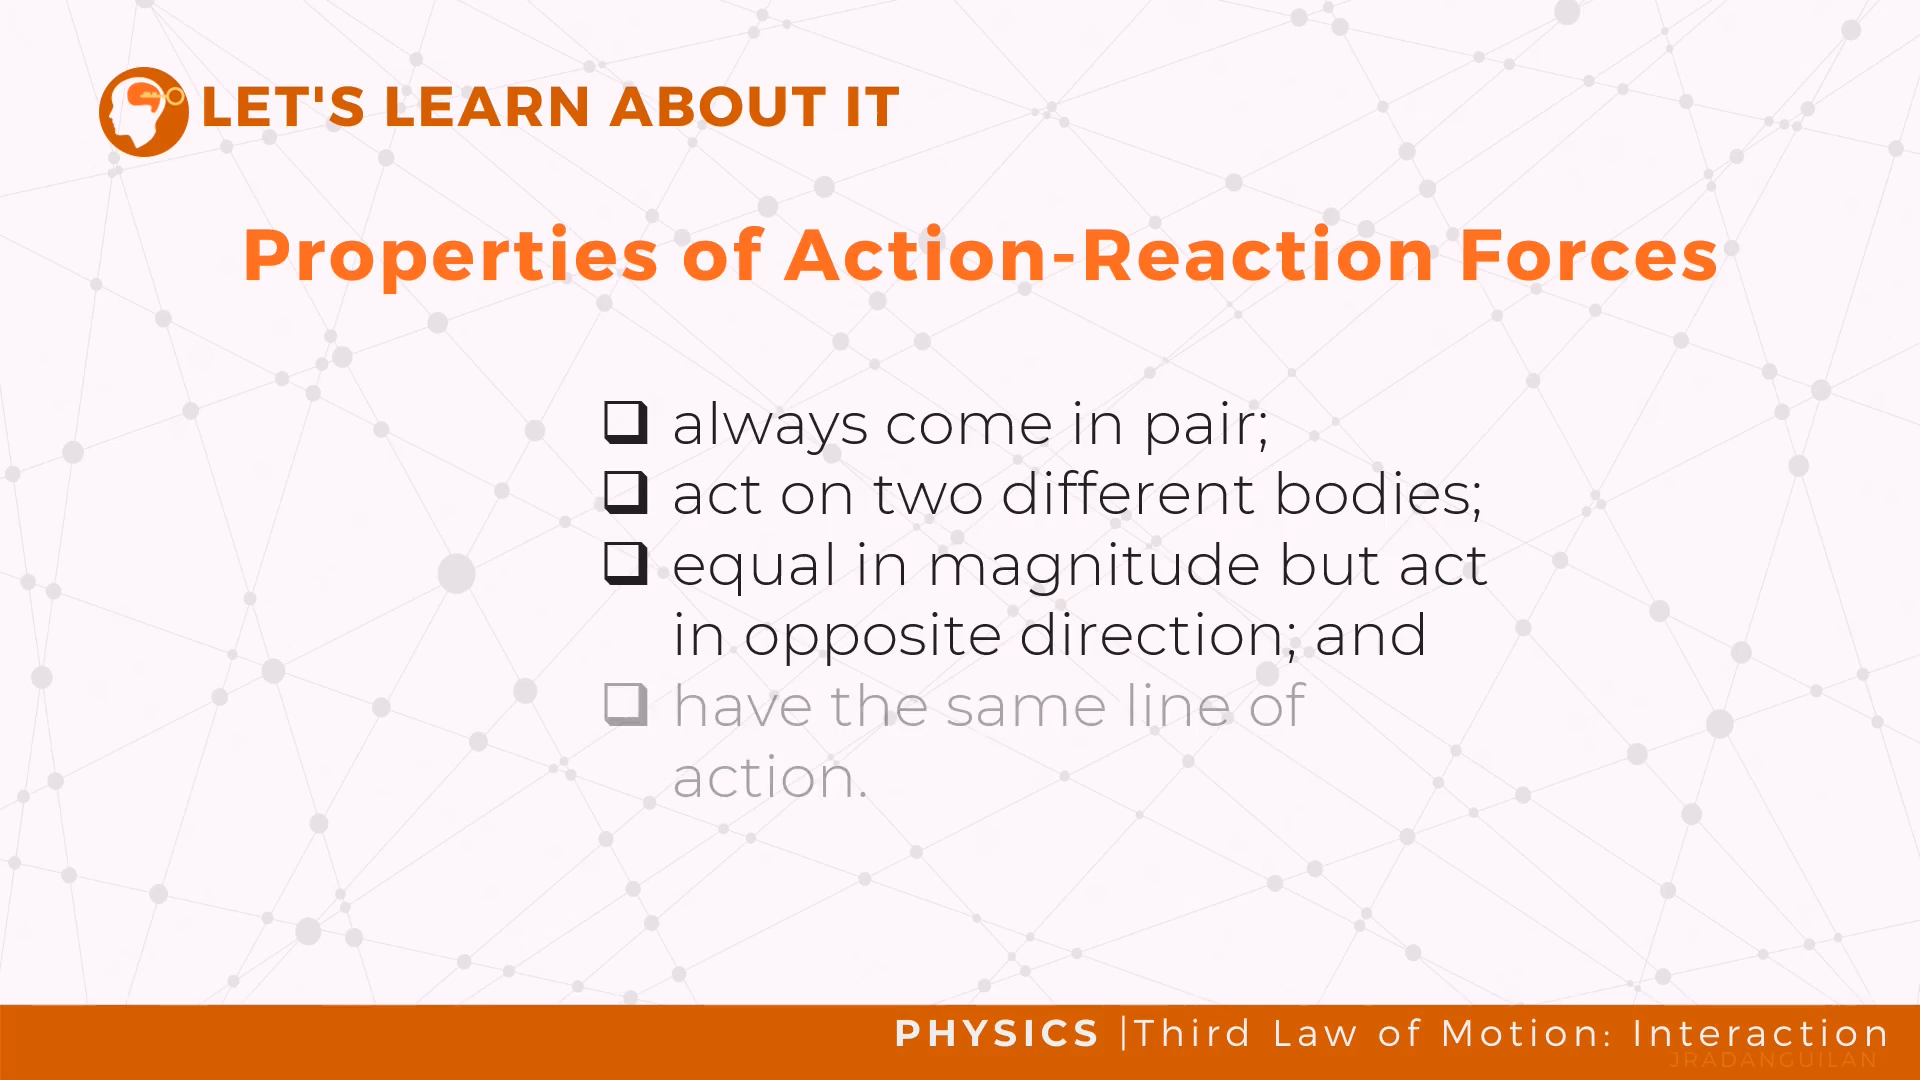 LET'S LEARN ABOUT IT
Properties of Action-Reaction Forces
❑ always come in pair;
❑ act on two different bodies;
❑ equal in magnitude but act
in opposite direction; and
❑ have the same line of
action.
PHYSICS |Third Law of Motion: Interaction
JRADANGUILAN